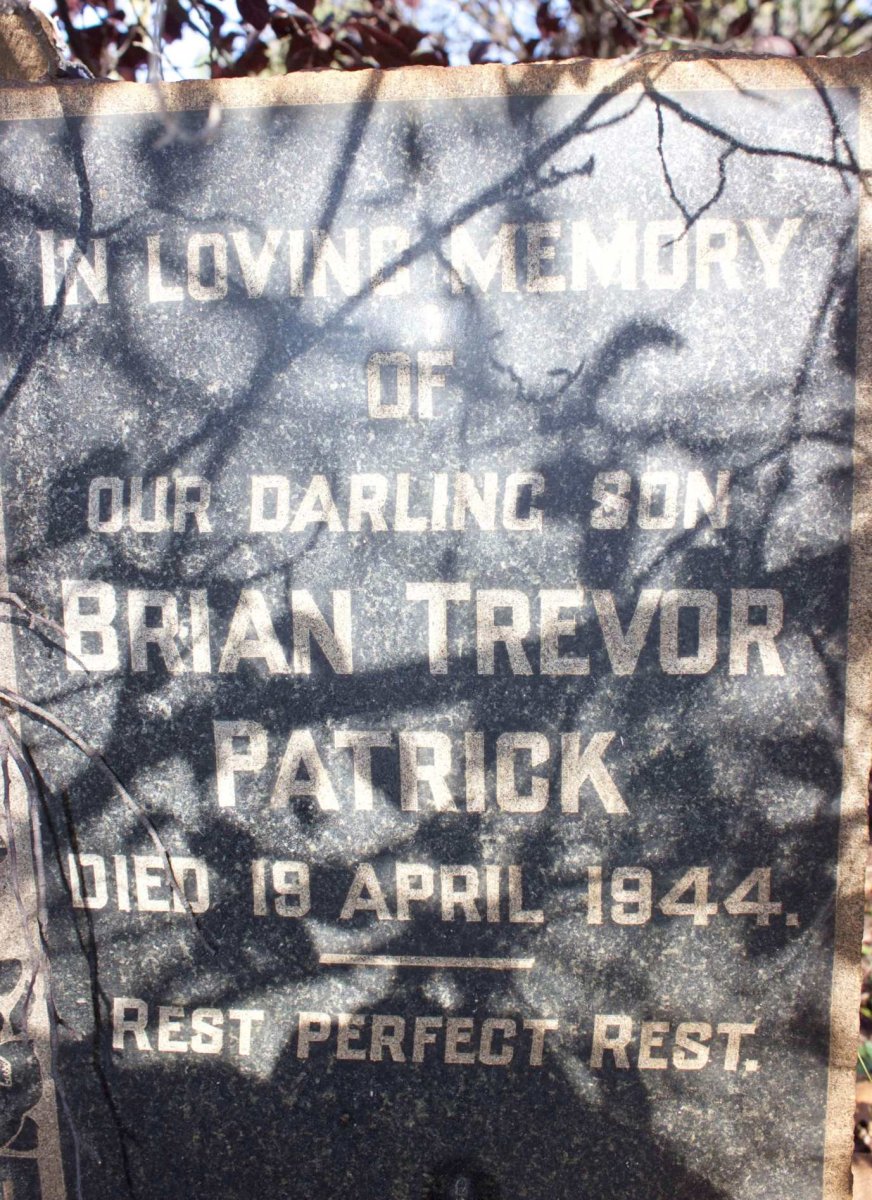 IN LOVING MEMORY
OF
OUR DARLING SON
BRIAN TREVOR
PATRICK
DIED 19 APRIL 1944.
REST PERFECT REST.